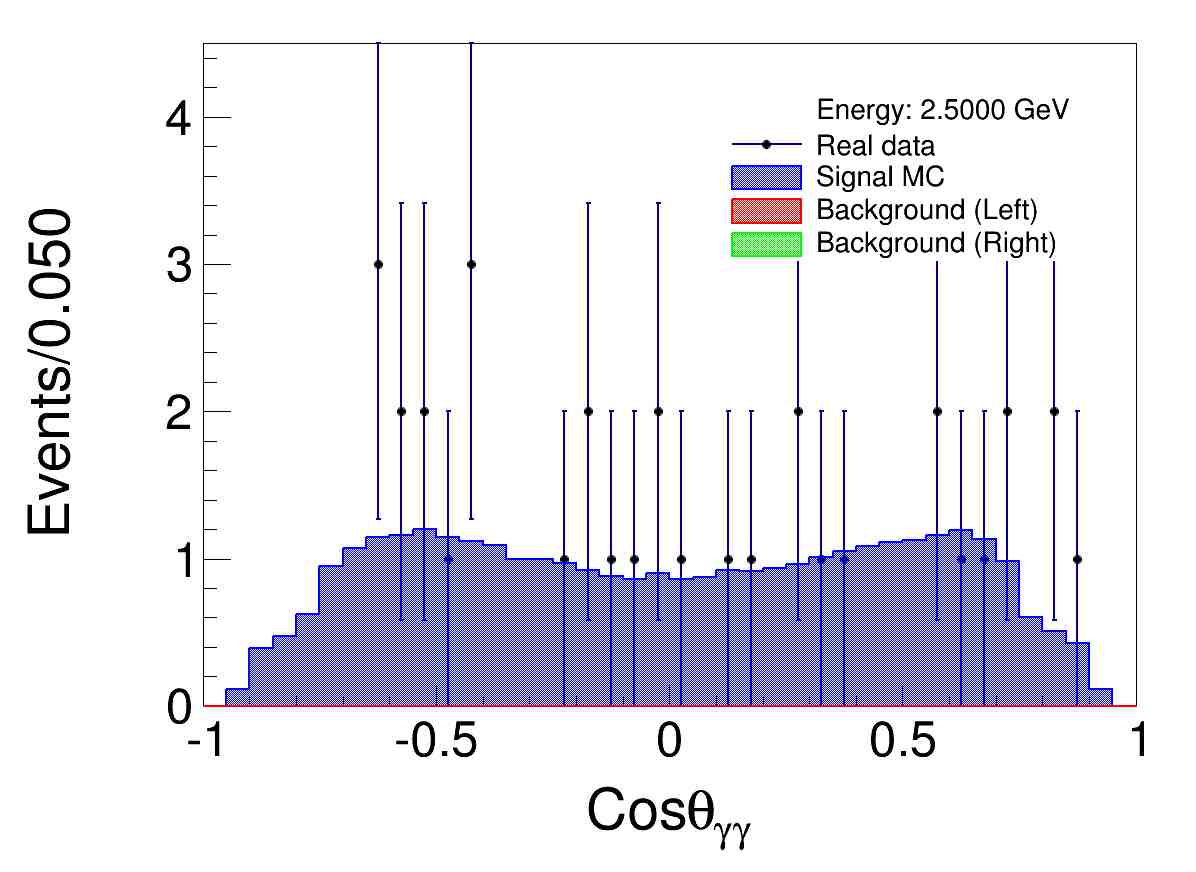 Energy: 2.5000 GeV
Real data
Signal MC
Background (Left)
Background (Right)
Events/0.050
4
3
2
1
0
-1 -0.5 0 0.5 1
Cosθγγ